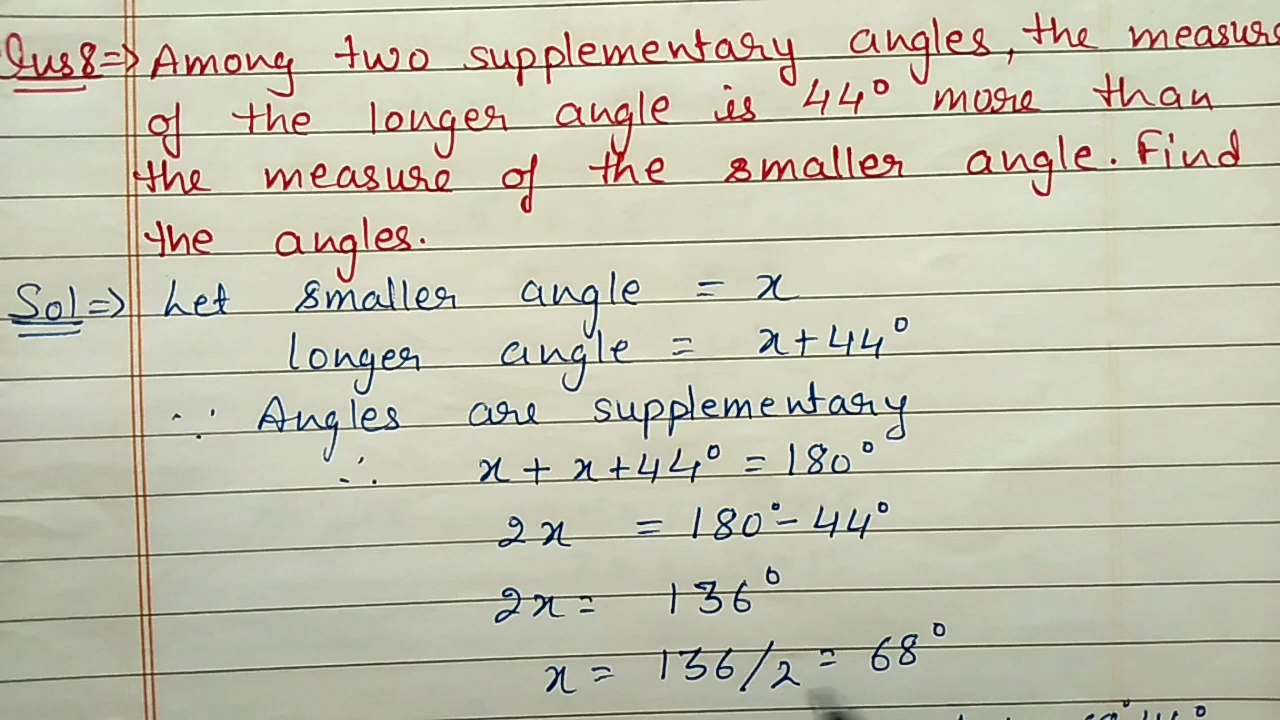 Qus 8 => Among two supplementary angles, the measure
of the longer angle is 44° more than
the measure of the smaller angle. Find
the angles.
Sol => Let smaller angle = x
longer angle = x + 44°
∵ Angles are supplementary
∴ x + x + 44° = 180°
2x = 180° - 44°
2x = 136°
x = 136/2 = 68°